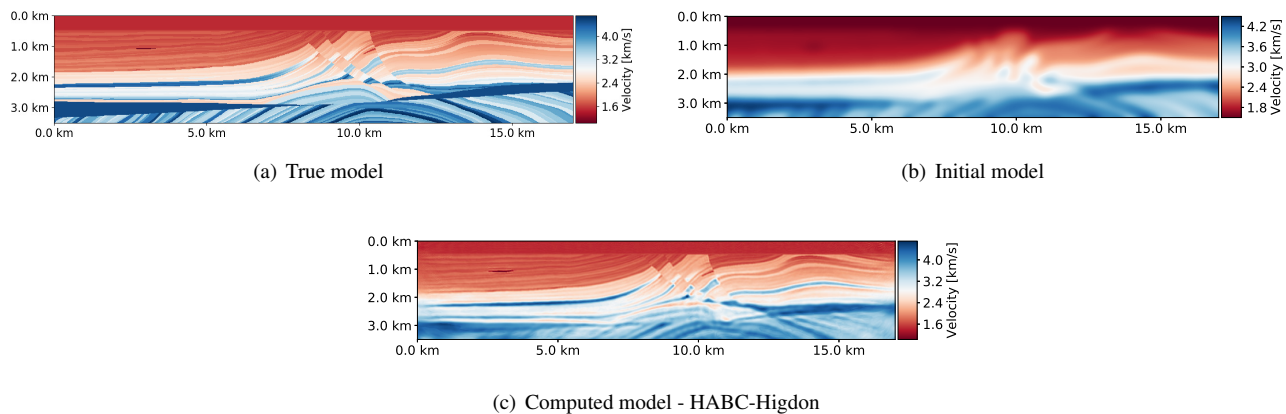 0.0 km
1.0 km
2.0 km
3.0 km
0.0 km 5.0 km 10.0 km 15.0 km
4.0
3.2
2.4
1.6
Velocity [km/s]
(a) True model
0.0 km
1.0 km
2.0 km
3.0 km
0.0 km 5.0 km 10.0 km 15.0 km
4.2
3.6
3.0
2.4
1.8
Velocity [km/s]
(b) Initial model
0.0 km
1.0 km
2.0 km
3.0 km
0.0 km 5.0 km 10.0 km 15.0 km
4.0
3.2
2.4
1.6
Velocity [km/s]
(c) Computed model - HABC-Higdon